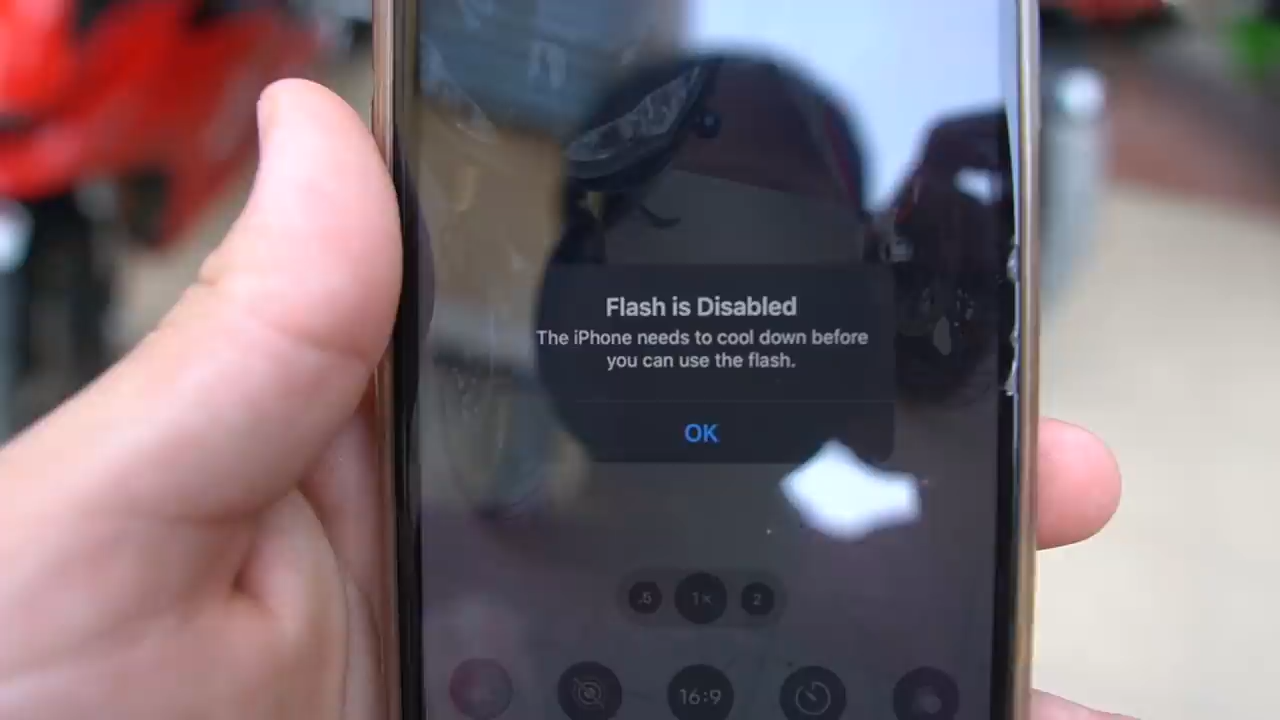 Flash is Disabled
The iPhone needs to cool down before
you can use the flash.
OK
.5 1× 2
16:9